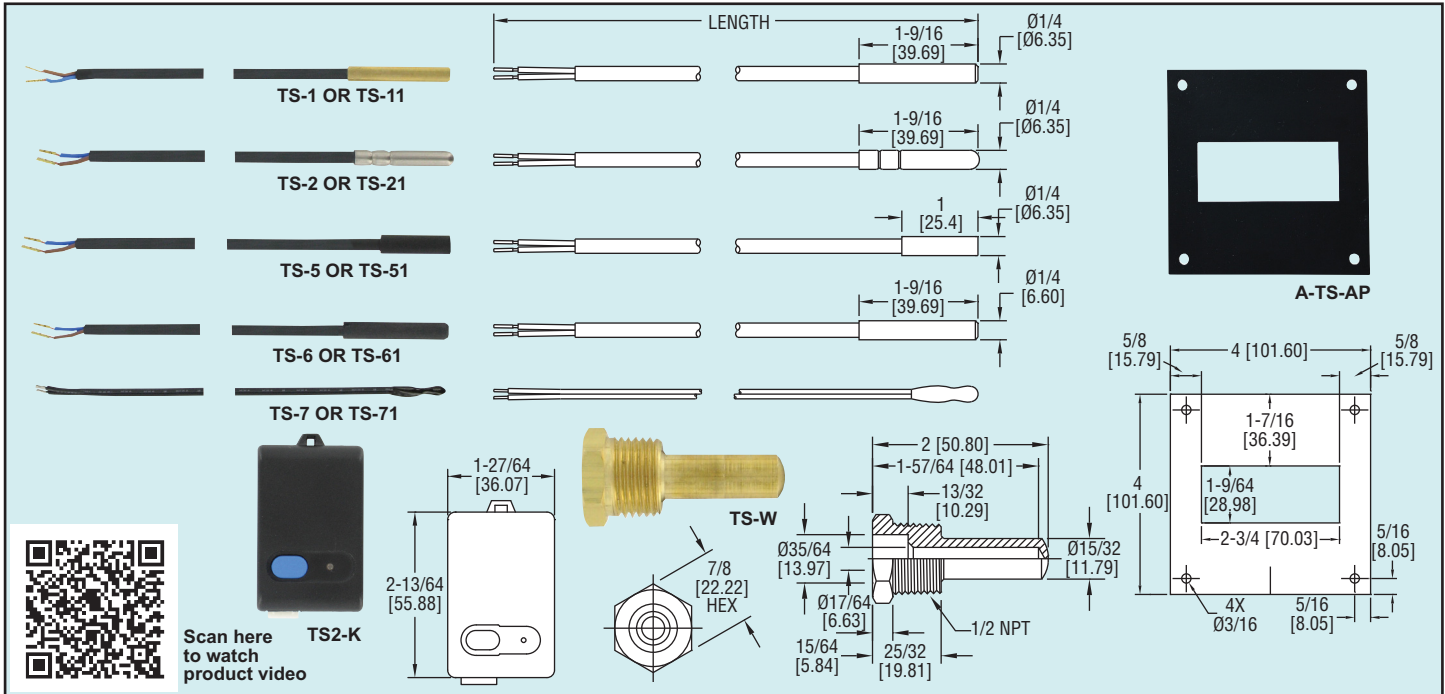 LENGTH
1-9/16
[39.69]
Ø1/4
[Ø6.35]
TS-1 OR TS-11
1-9/16
[39.69]
Ø1/4
[Ø6.35]
TS-2 OR TS-21
1
[25.4]
Ø1/4
[Ø6.35]
TS-5 OR TS-51
1-9/16
[39.69]
Ø1/4
[6.60]
TS-6 OR TS-61
TS-7 OR TS-71
A-TS-AP
5/8
[15.79]
4 [101.60]
5/8
[15.79]
1-7/16
[36.39]
4
[101.60]
1-9/64
[28.98]
2-3/4 [70.03]
5/16
[8.05]
4X
Ø3/16
5/16
[8.05]
Scan here
to watch
product video
TS2-K
1-27/64
[36.07]
2-13/64
[55.88]
TS-W
7/8
[22.22]
HEX
2 [50.80]
1-57/64 [48.01]
13/32
[10.29]
Ø35/64
[13.97]
Ø15/32
[11.79]
Ø17/64
[6.63]
1/2 NPT
15/64
[5.84]
25/32
[19.81]